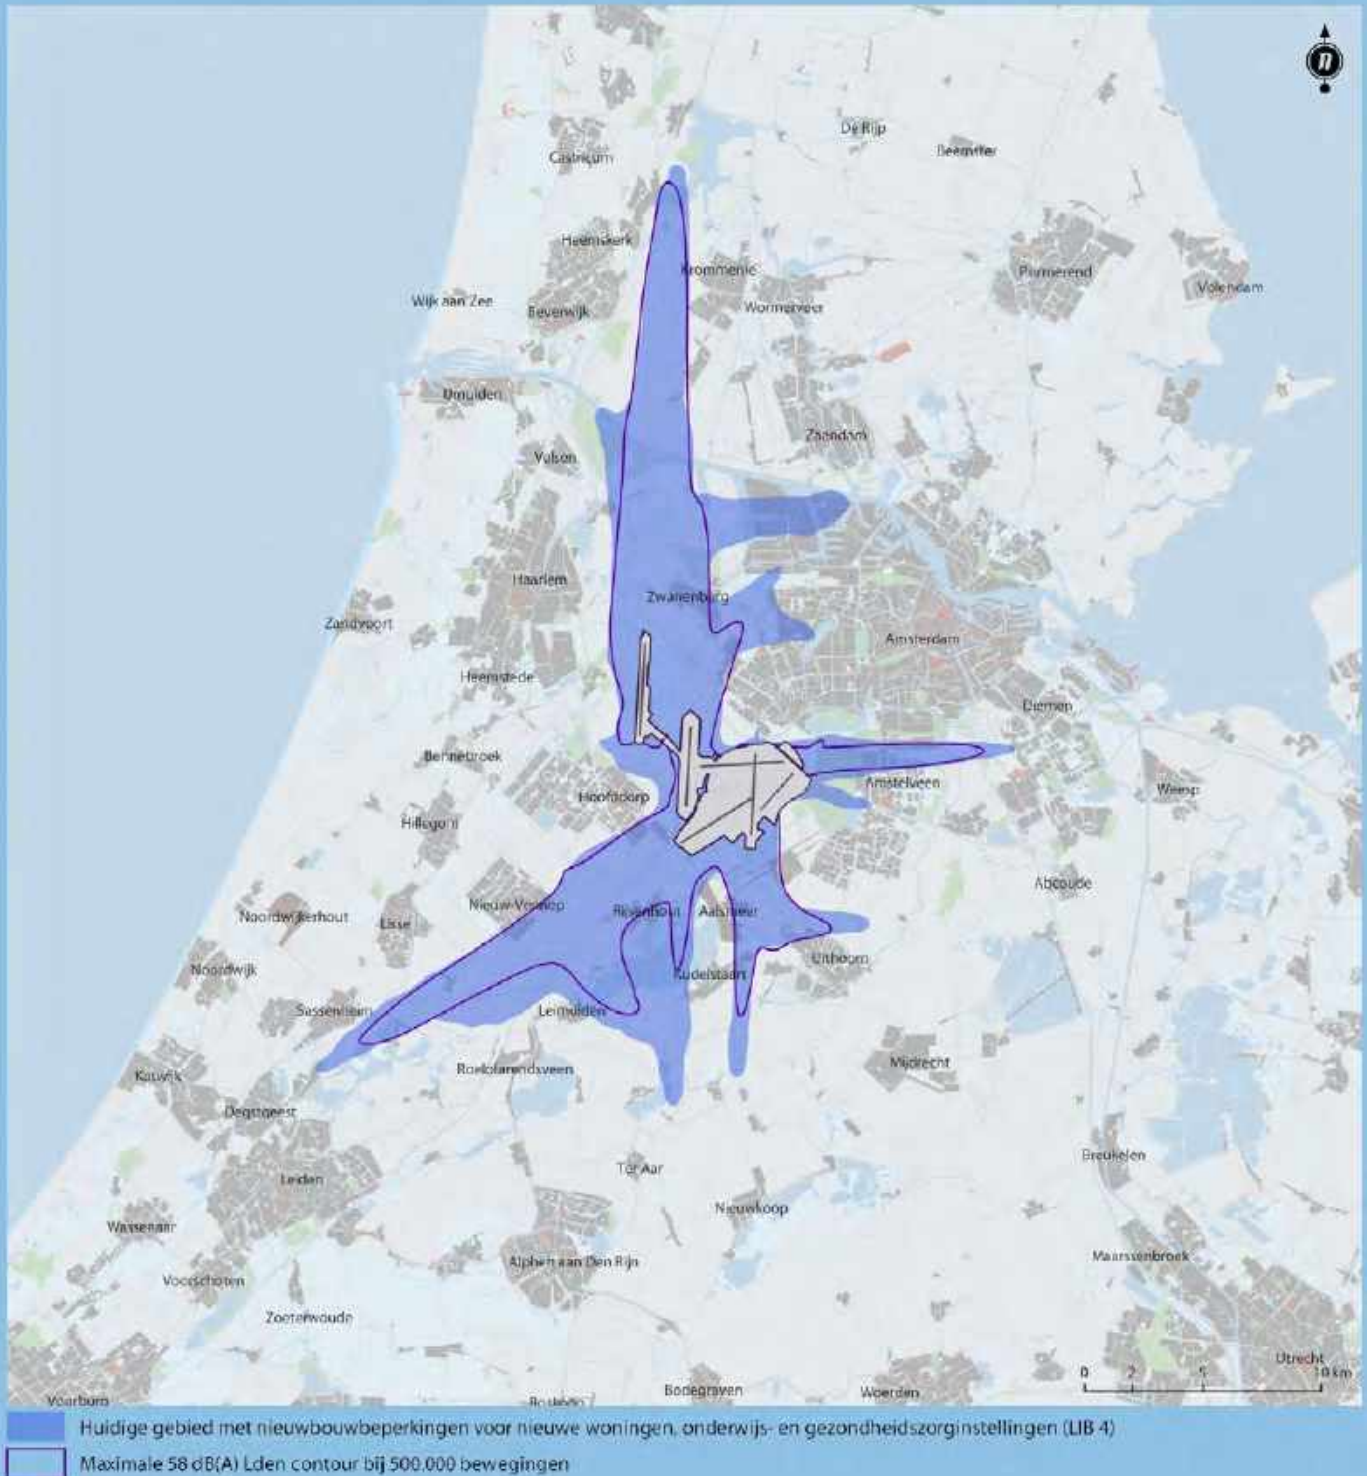 n
De Rijp
Beemster
Castricum
Heemskerk
Krommenie
Purmerend
Volendam
Wijk aan Zee
Beverwijk
Wormerveer
IJmuiden
Zaandam
Velsen
Haarlem
Zwanenburg
Zandvoort
Amsterdam
Heemstede
Diemen
Bennebroek
Amstelveen
Weesp
Hoofddorp
Hillegom
Abcoude
Nieuw-Vennep
Rijsenhout
Aalsmeer
Noordwijkerhout
Lisse
Uithoorn
Noordwijk
Kudelstaart
Sassenheim
Leimuiden
Roelofarendsveen
Mijdrecht
Katwijk
Oegstgeest
Breukelen
Ter Aar
Leiden
Nieuwkoop
Wassenaar
Maarssenbroek
Alphen aan Den Rijn
Voorschoten
Zoeterwoude
Utrecht
0 2 5 10 km
Bodegraven
Woerden
Voorburg
Huidige gebied met nieuwbouwbeperkingen voor nieuwe woningen, onderwijs- en gezondheidszorginstellingen (LIB 4)
Maximale 58 dB(A) Lden contour bij 500.000 bewegingen